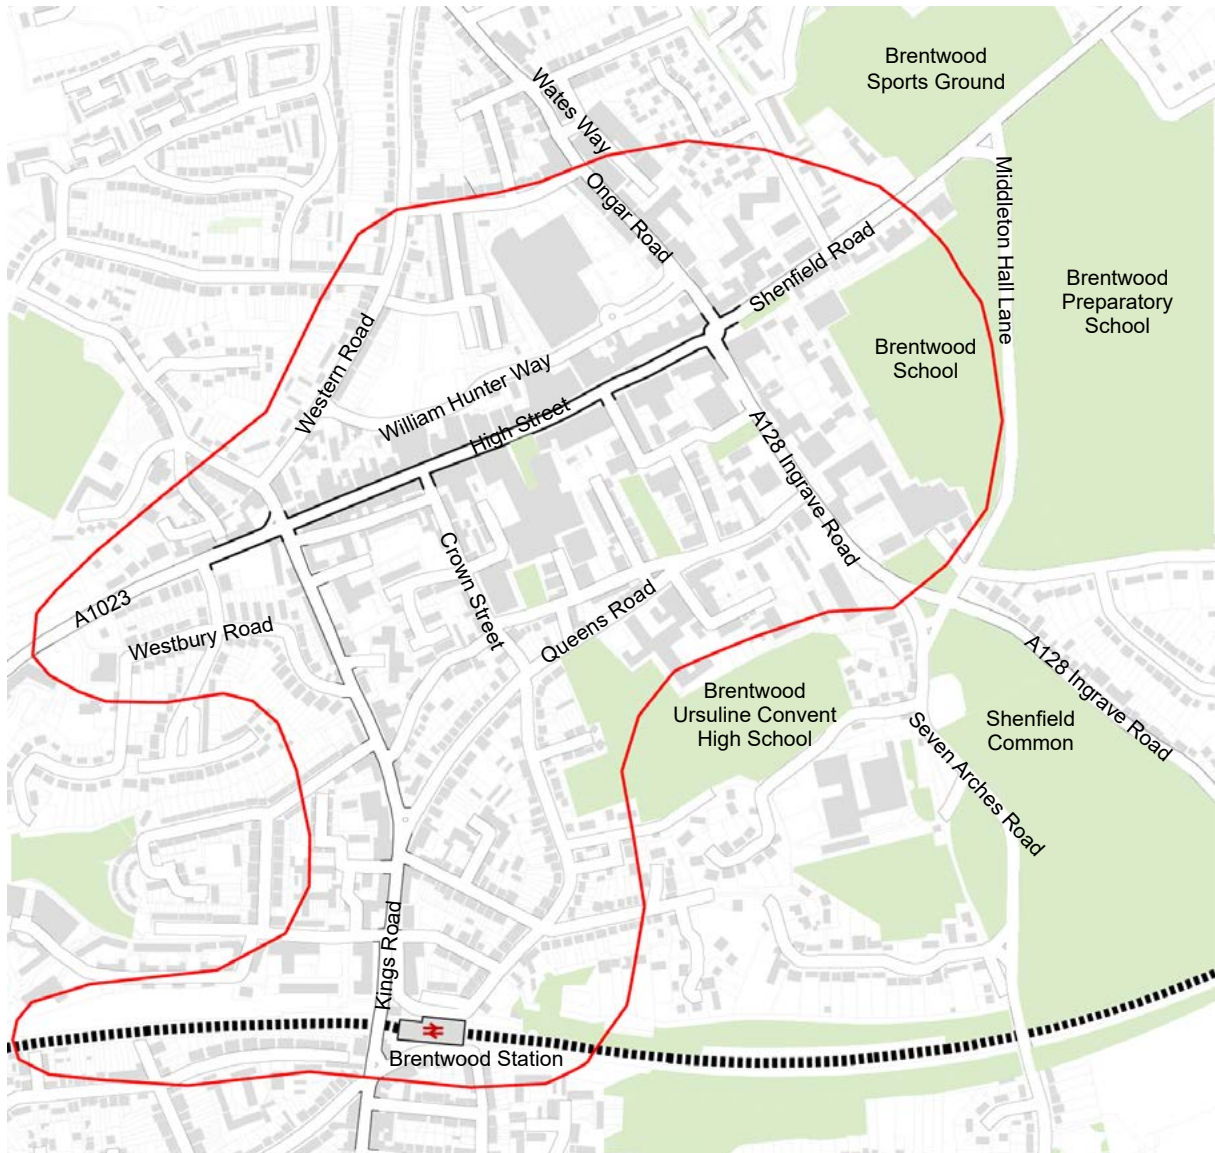 Brentwood
Sports Ground
Wates Way
Ongar Road
Middleton Hall Lane
Shenfield Road
Brentwood
Preparatory
School
Brentwood
School
Western Road
William Hunter Way
High Street
A128 Ingrave Road
Crown Street
A1023
Westbury Road
Queens Road
Brentwood
Ursuline Convent
High School
A128 Ingrave Road
Shenfield
Common
Seven Arches Road
Kings Road
Brentwood Station